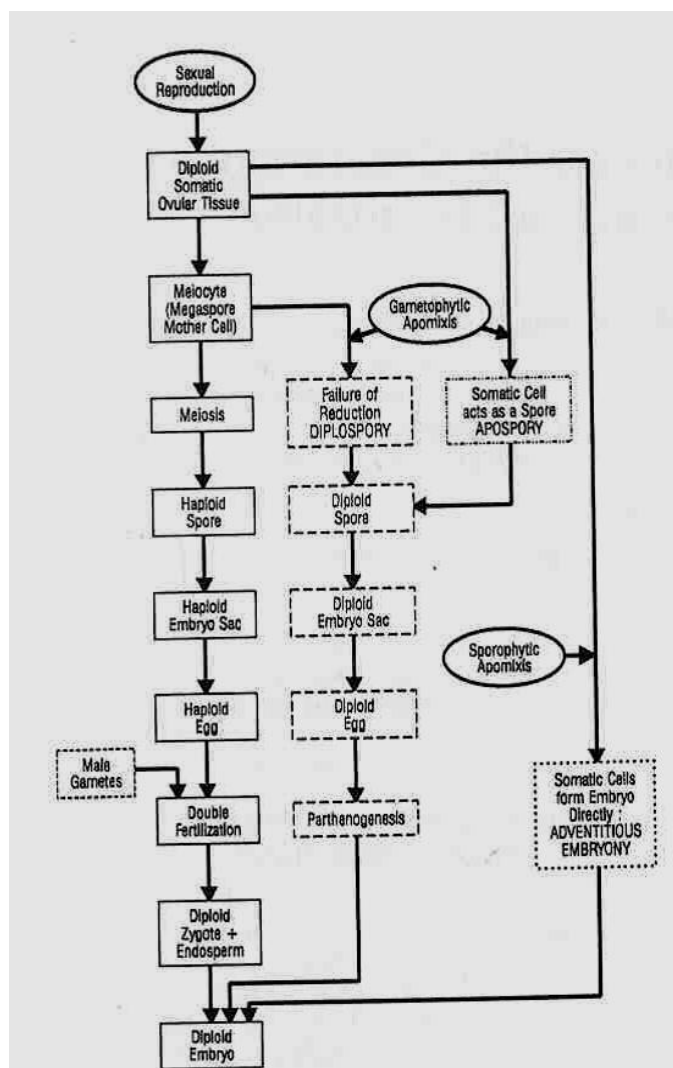 Sexual
Reproduction
Diploid
Somatic
Ovular Tissue
Meiocyte
(Megaspore
Mother Cell)
Gametophytic
Apomixis
Failure of
Reduction
DIPLOSPORY
Somatic Cell
acts as a Spore
APOSPORY
Meiosis
Haploid
Spore
Diploid
Spore
Haploid
Embryo Sac
Diploid
Embryo Sac
Sporophytic
Apomixis
Haploid
Egg
Diploid
Egg
Male
Gametes
Double
Fertilization
Parthenogenesis
Somatic Cells
form Embryo
Directly :
ADVENTITIOUS
EMBRYONY
Diploid
Zygote +
Endosperm
Diploid
Embryo